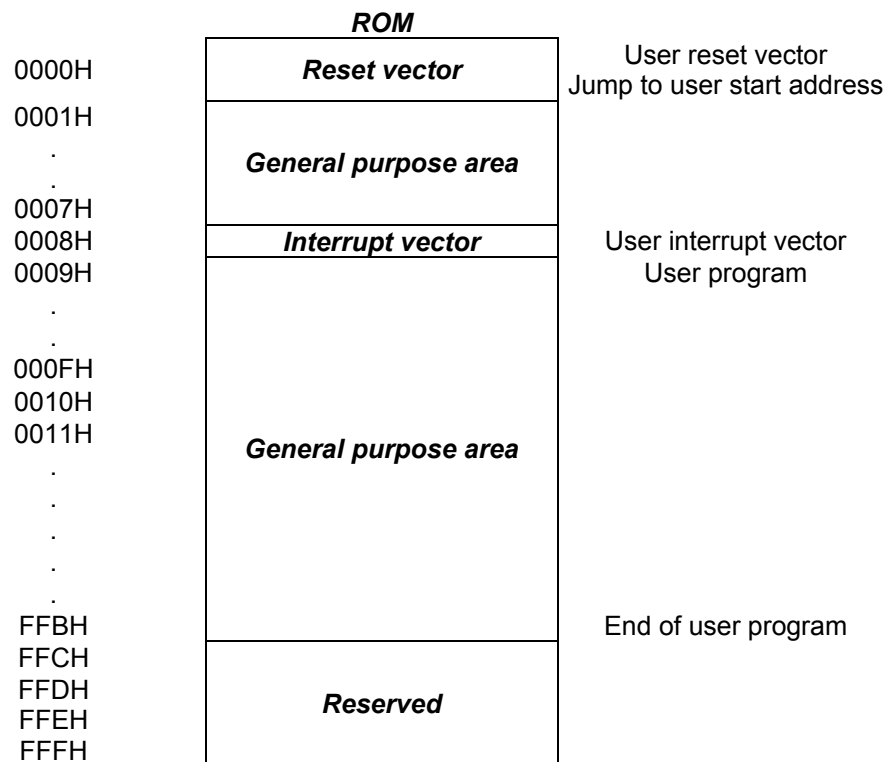 ROM
0000H Reset vector User reset vector
Jump to user start address
0001H
.
General purpose area
.
0007H
0008H Interrupt vector User interrupt vector
0009H User program
.
.
000FH
0010H
0011H General purpose area
.
.
.
.
.
FFBH End of user program
FFCH
FFDH Reserved
FFEH
FFFH